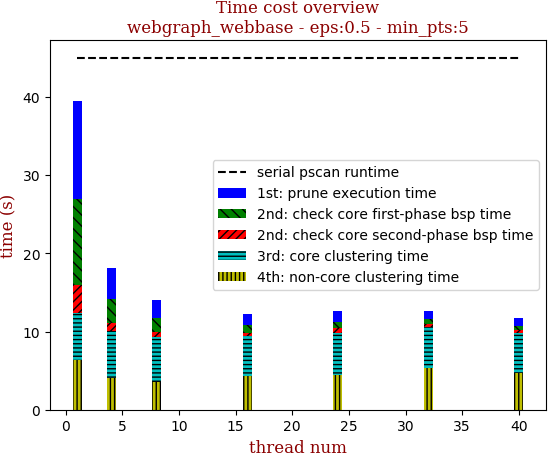 Time cost overview
webgraph_webbase - eps:0.5 - min_pts:5
time (s)
40
30
20
10
0
serial pscan runtime
1st: prune execution time
2nd: check core first-phase bsp time
2nd: check core second-phase bsp time
3rd: core clustering time
4th: non-core clustering time
0 5 10 15 20 25 30 35 40
thread num